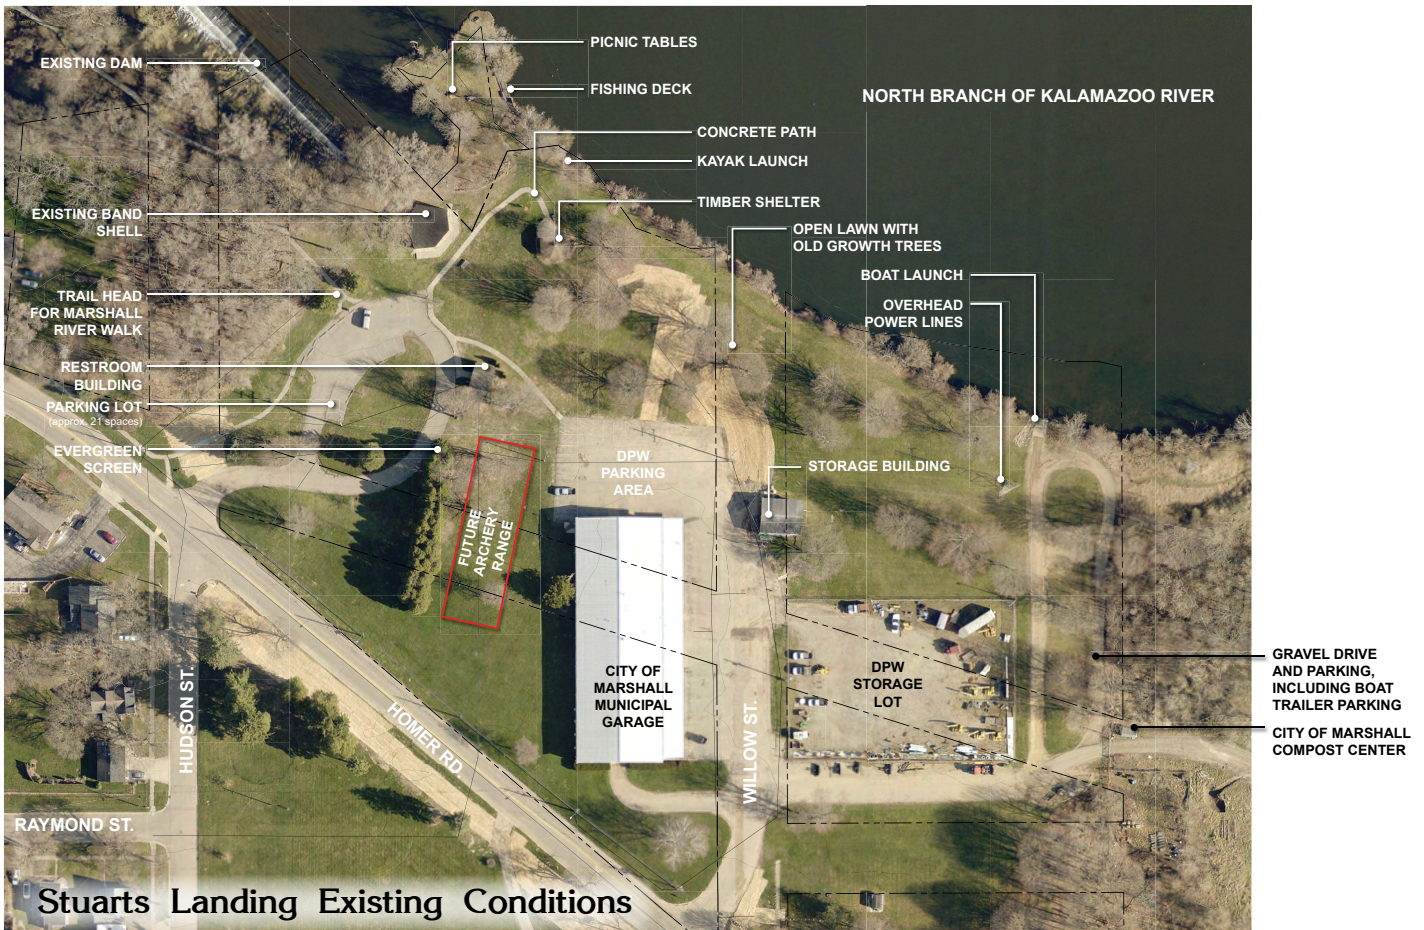 EXISTING DAM
PICNIC TABLES
FISHING DECK
NORTH BRANCH OF KALAMAZOO RIVER
CONCRETE PATH
KAYAK LAUNCH
TIMBER SHELTER
EXISTING BAND
SHELL
OPEN LAWN WITH
OLD GROWTH TREES
BOAT LAUNCH
OVERHEAD
POWER LINES
TRAIL HEAD
FOR MARSHALL
RIVER WALK
RESTROOM
BUILDING
PARKING LOT
(approx. 21 spaces)
EVERGREEN
SCREEN
FUTURE
ARCHERY
RANGE
DPW
PARKING
AREA
STORAGE BUILDING
CITY OF
MARSHALL
MUNICIPAL
GARAGE
DPW
STORAGE
LOT
GRAVEL DRIVE
AND PARKING,
INCLUDING BOAT
TRAILER PARKING
CITY OF MARSHALL
COMPOST CENTER
HUDSON ST.
HOMER RD
WILLOW ST.
RAYMOND ST.
Stuarts Landing Existing Conditions